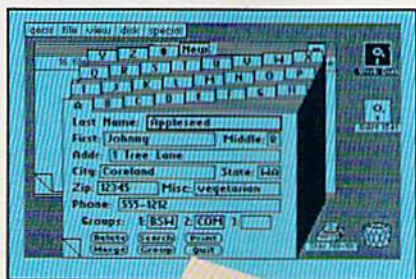 geos file view disk special
New!
V Z # W X
Q R S T U
I J K L M N O P
A B C D E F G H
Last Name: Appleseed
First: Johnny Middle: R
Addr: 1 Tree Lane
City: Coreland State: WA
Zip: 12345 Misc: vegetarian
Phone: 555-1212
Groups: 1: BSW 2: COM 3:
Delete Search Print
Merge Group Quit